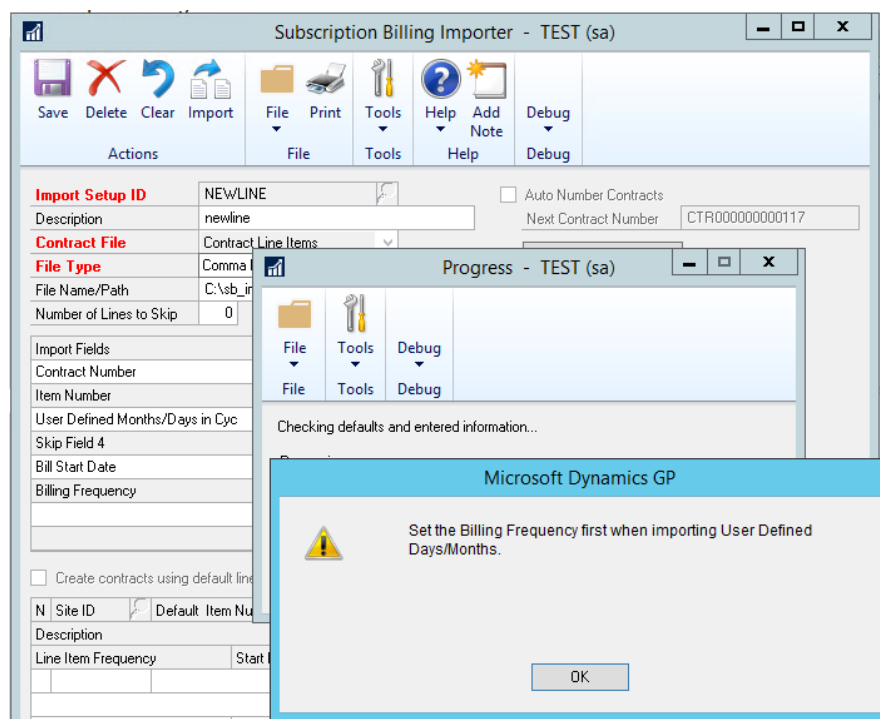 Subscription Billing Importer - TEST (sa)
Save Delete Clear Import File Print Tools Help Add Note Debug
Actions File Tools Help Debug
Import Setup ID NEWLINE Auto Number Contracts
Description newline Next Contract Number CTR000000000117
Contract File Contract Line Items
File Type Comma
File Name/Path C:\sb_in
Number of Lines to Skip 0
Import Fields
Contract Number
Item Number
User Defined Months/Days in Cyc
Skip Field 4
Bill Start Date
Billing Frequency
Create contracts using default line
N Site ID Default Item Nu
Description
Line Item Frequency Start
Progress - TEST (sa)
File Tools Debug
File Tools Debug
Checking defaults and entered information...
Microsoft Dynamics GP
Set the Billing Frequency first when importing User Defined
Days/Months.
OK